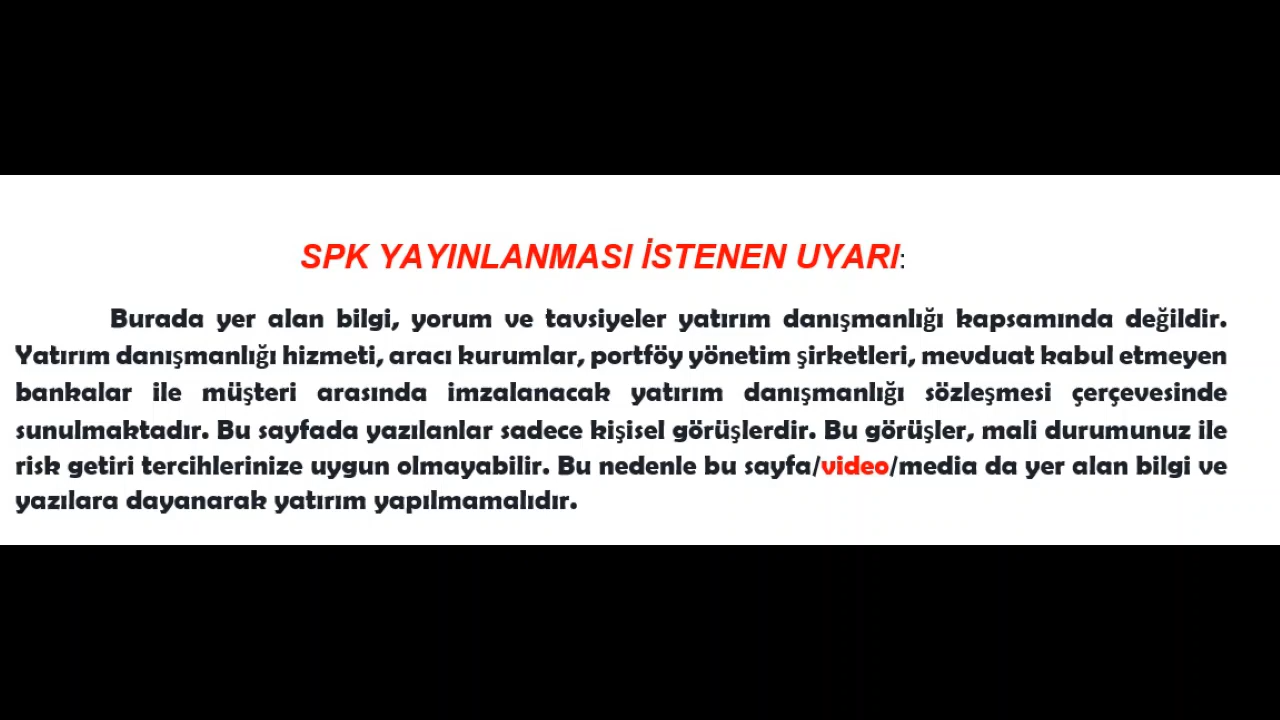 SPK YAYINLANMASI İSTENEN UYARI:
Burada yer alan bilgi, yorum ve tavsiyeler yatırım danışmanlığı kapsamında değildir.
Yatırım danışmanlığı hizmeti, aracı kurumlar, portföy yönetim şirketleri, mevduat kabul etmeyen
bankalar ile müşteri arasında imzalanacak yatırım danışmanlığı sözleşmesi çerçevesinde
sunulmaktadır. Bu sayfada yazılanlar sadece kişisel görüşlerdir. Bu görüşler, mali durumunuz ile
risk getiri tercihlerinize uygun olmayabilir. Bu nedenle bu sayfa/video/media da yer alan bilgi ve
yazılara dayanarak yatırım yapılmamalıdır.